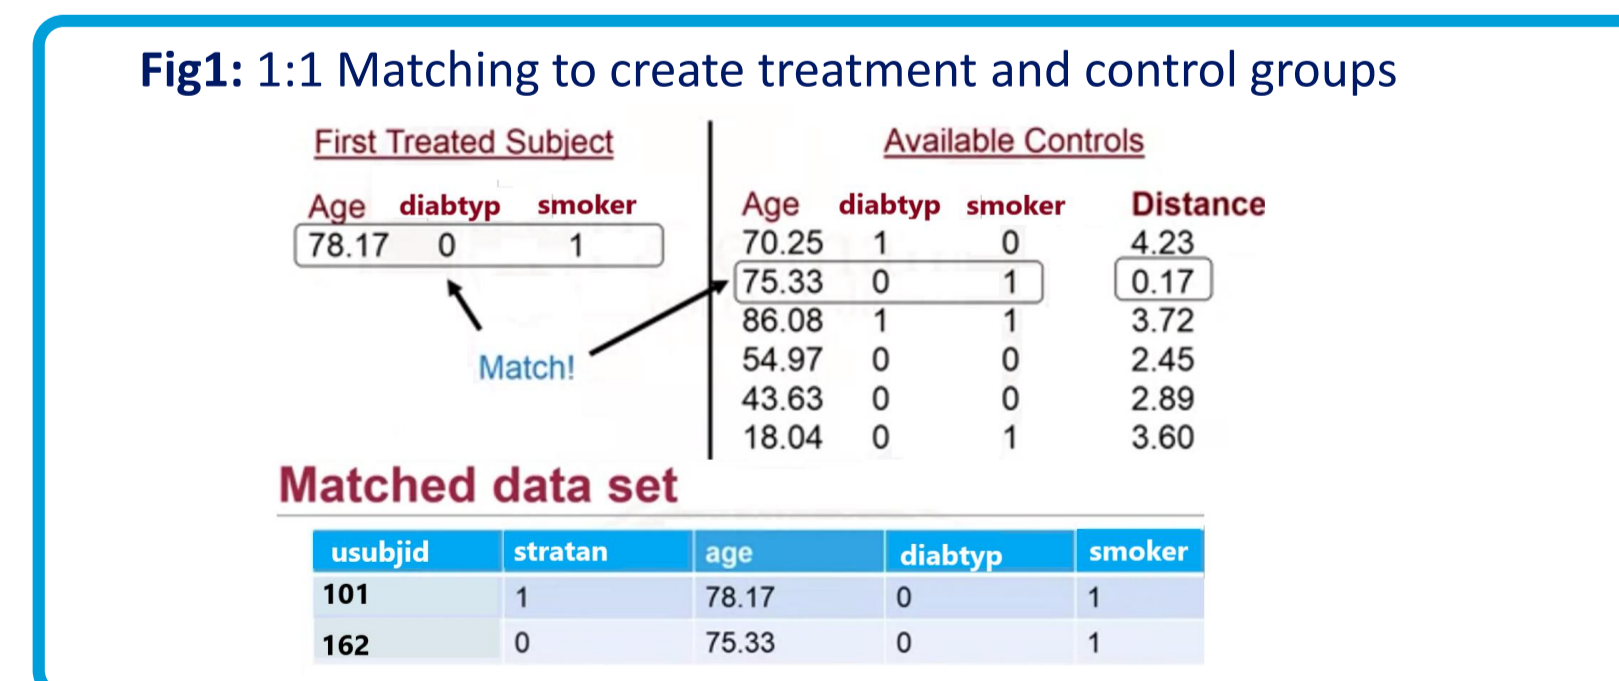 Fig1: 1:1 Matching to create treatment and control groups
First Treated Subject
Age diabtyp smoker
78.17 0 1
Match!
Available Controls
Age diabtyp smoker Distance
70.25 1 0 4.23
75.33 0 1 0.17
86.08 1 1 3.72
54.97 0 0 2.45
43.63 0 0 2.89
18.04 0 1 3.60
Matched data set
usubjid stratan age diabtyp smoker
101 1 78.17 0 1
162 0 75.33 0 1